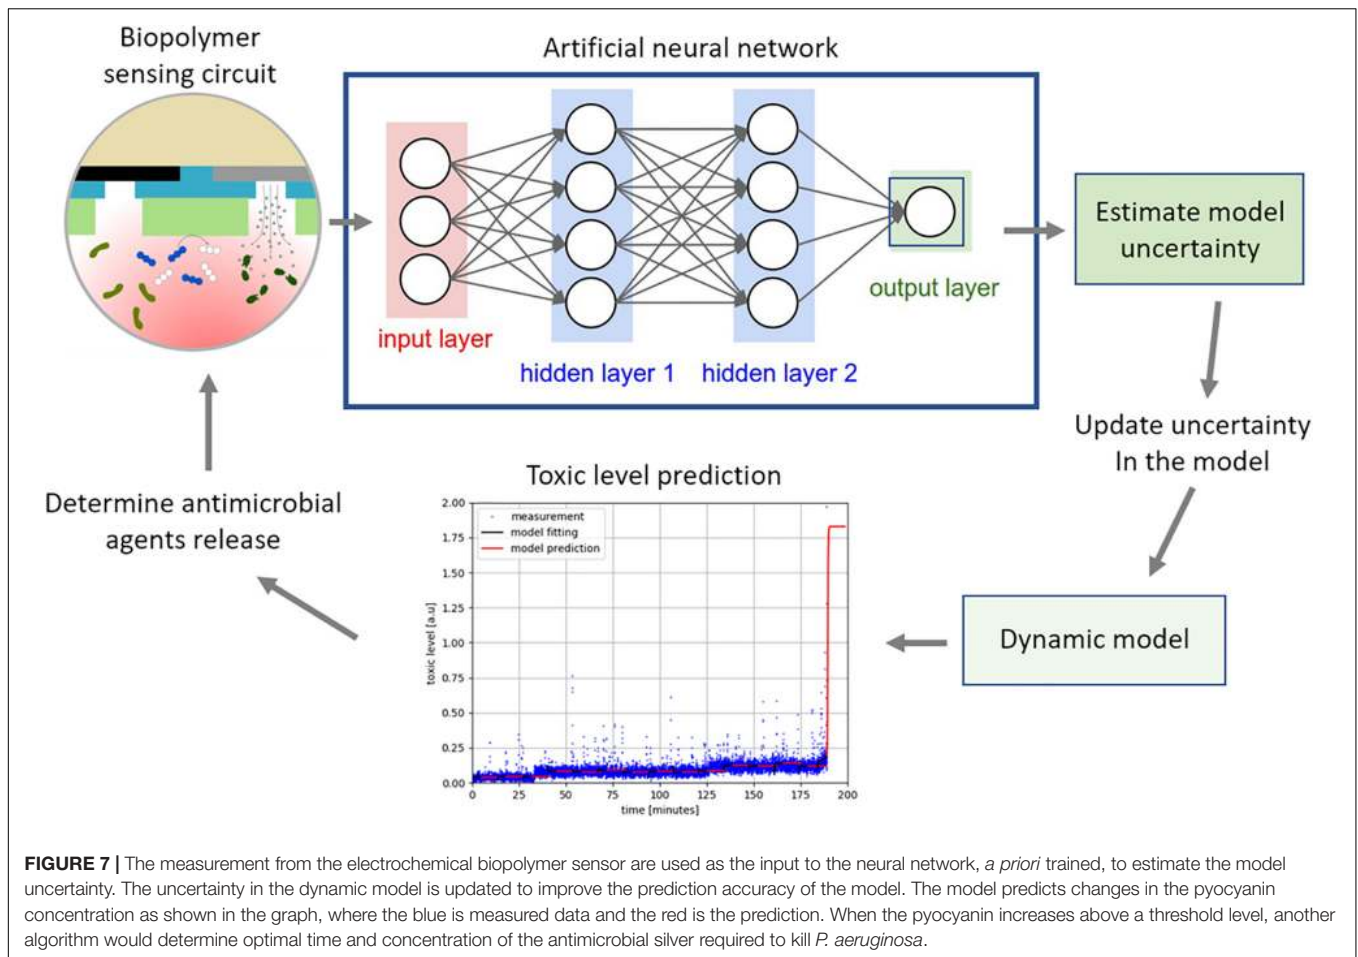 Biopolymer
sensing circuit
Artificial neural network
input layer
hidden layer 1
hidden layer 2
output layer
Estimate model
uncertainty
Update uncertainty
In the model
Dynamic model
Toxic level prediction
2.00
1.75
1.50
1.25
1.00
0.75
0.50
0.25
0.00
toxic level [a.u]
measurement
model fitting
model prediction
0 25 50 75 100 125 150 175 200
time [minutes]
Determine antimicrobial
agents release
FIGURE 7 | The measurement from the electrochemical biopolymer sensor are used as the input to the neural network, a priori trained, to estimate the model
uncertainty. The uncertainty in the dynamic model is updated to improve the prediction accuracy of the model. The model predicts changes in the pyocyanin
concentration as shown in the graph, where the blue is measured data and the red is the prediction. When the pyocyanin increases above a threshold level, another
algorithm would determine optimal time and concentration of the antimicrobial silver required to kill P. aeruginosa.